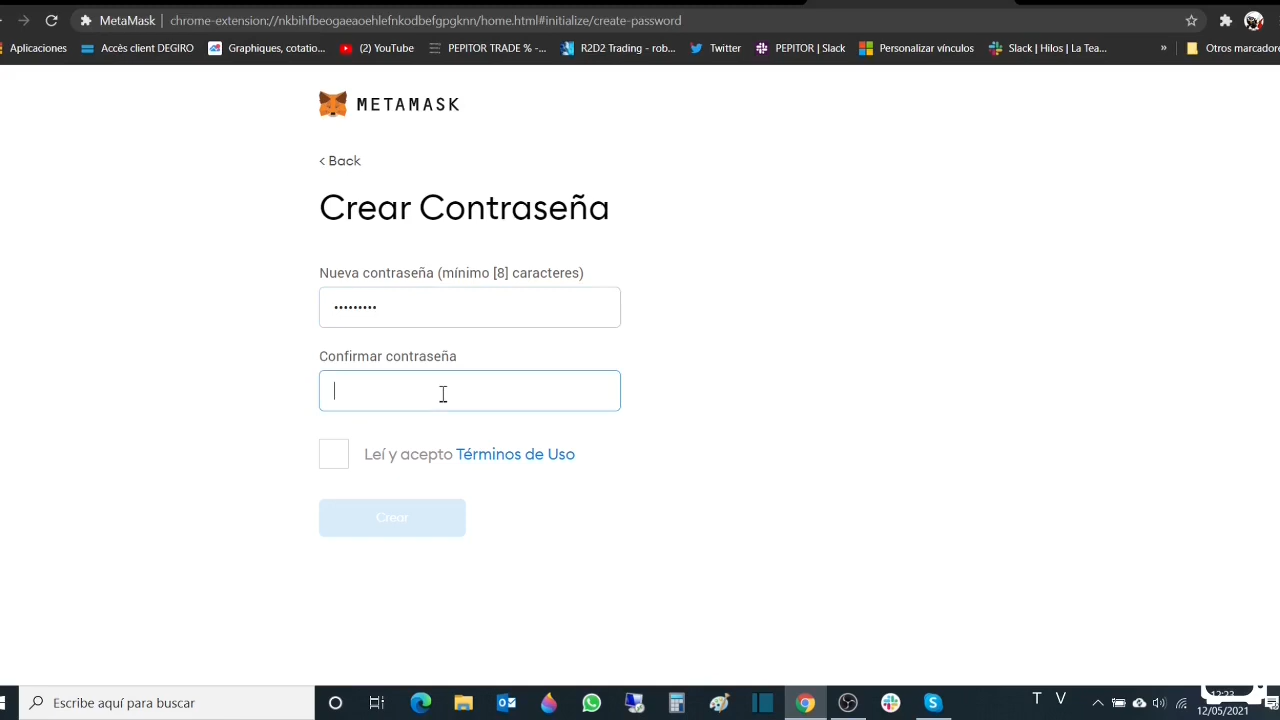 MetaMask | chrome-extension://nkbihfbeogaeaoehlefnkodbefgpgknn/home.html#initialize/create-password
Aplicaciones Accès client DEGIRO Graphiques, cotatio... (2) YouTube PEPITOR TRADE %-... R2D2 Trading - rob... Twitter PEPITOR | Slack Personalizar vínculos Slack | Hilos | La Tea... » Otros marcadore
METAMASK
< Back
Crear Contraseña
Nueva contraseña (mínimo [8] caracteres)
•••••••••
Confirmar contraseña
Leí y acepto Términos de Uso
Crear
Escribe aquí para buscar
T V
12/05/2021